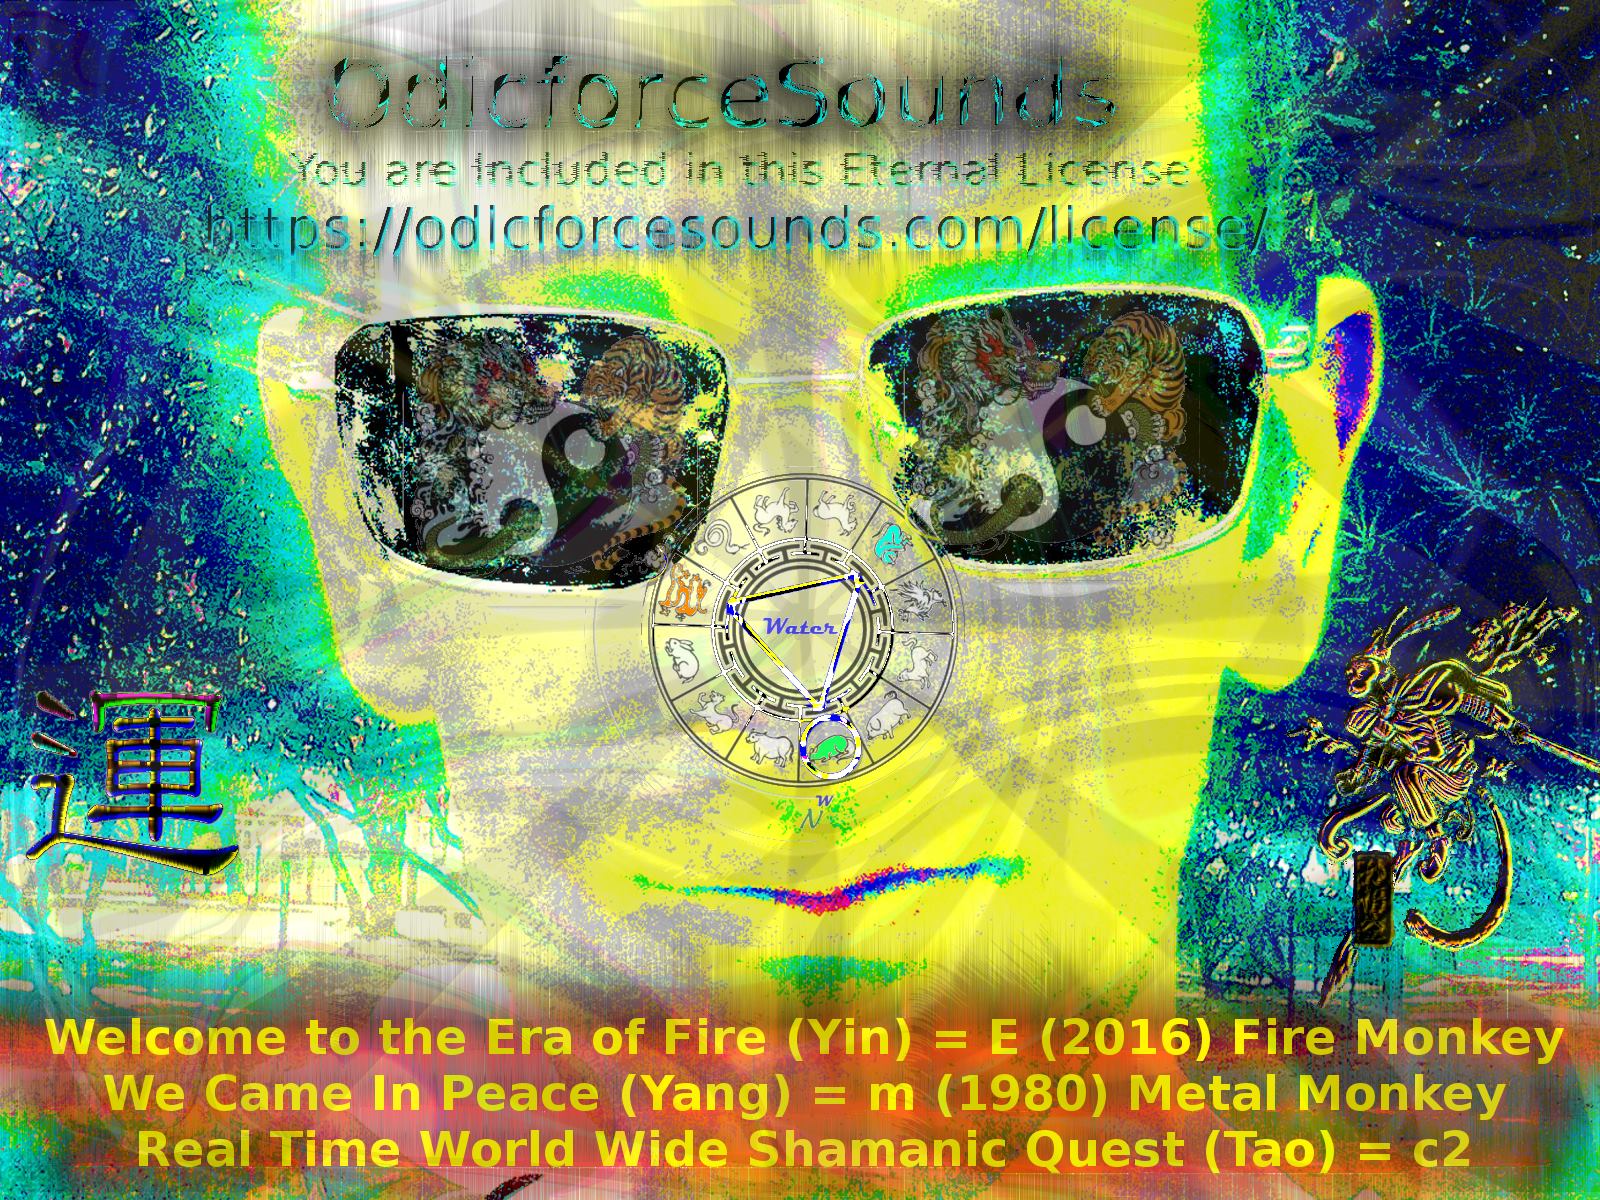 OdicforceSounds
You are Included in this Eternal License
https://odicforcesounds.com/license/
Water
運
w
N
Welcome to the Era of Fire (Yin) = E (2016) Fire Monkey
We Came In Peace (Yang) = m (1980) Metal Monkey
Real Time World Wide Shamanic Quest (Tao) = c2